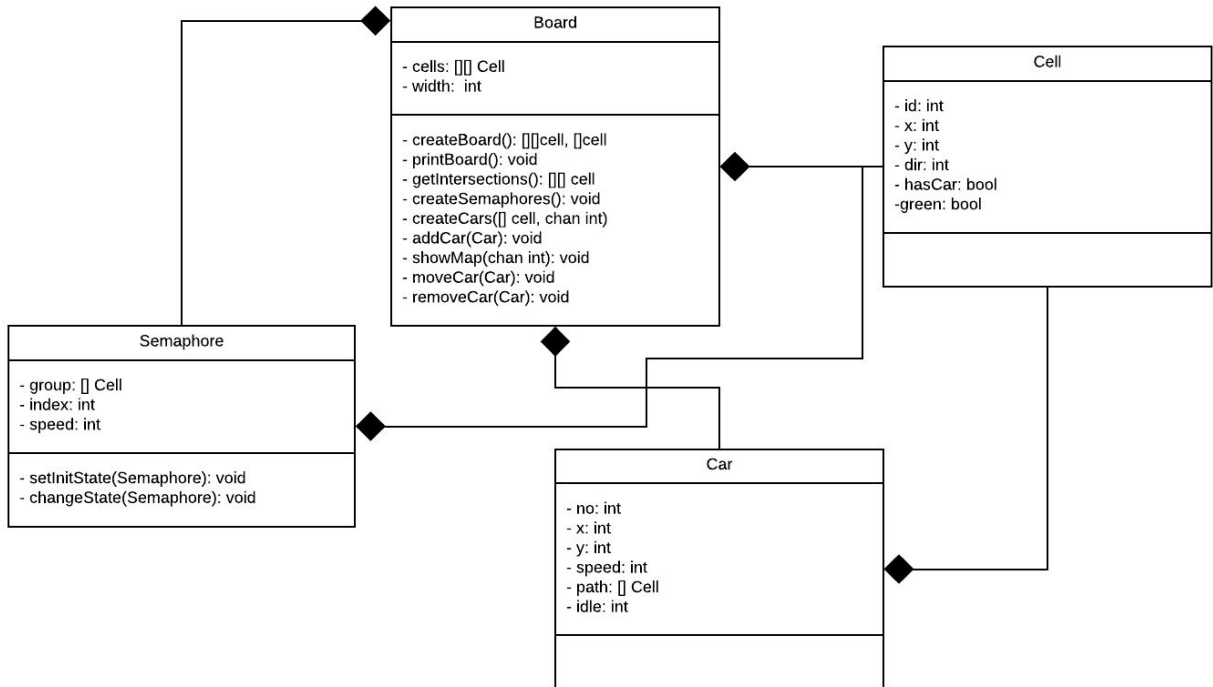 Board
- cells: [][] Cell
- width:  int
- createBoard(): [][]cell, []cell
- printBoard(): void
- getIntersections(): [][] cell
- createSemaphores(): void
- createCars([] cell, chan int)
- addCar(Car): void
- showMap(chan int): void
- moveCar(Car): void
- removeCar(Car): void
Cell
- id: int
- x: int
- y: int
- dir: int
- hasCar: bool
-green: bool
Semaphore
- group: [] Cell
- index: int
- speed: int
- setInitState(Semaphore): void
- changeState(Semaphore): void
Car
- no: int
- x: int
- y: int
- speed: int
- path: [] Cell
- idle: int